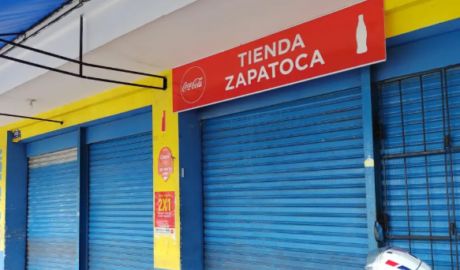 Coca-Cola
TIENDA
ZAPATOCA
2X1